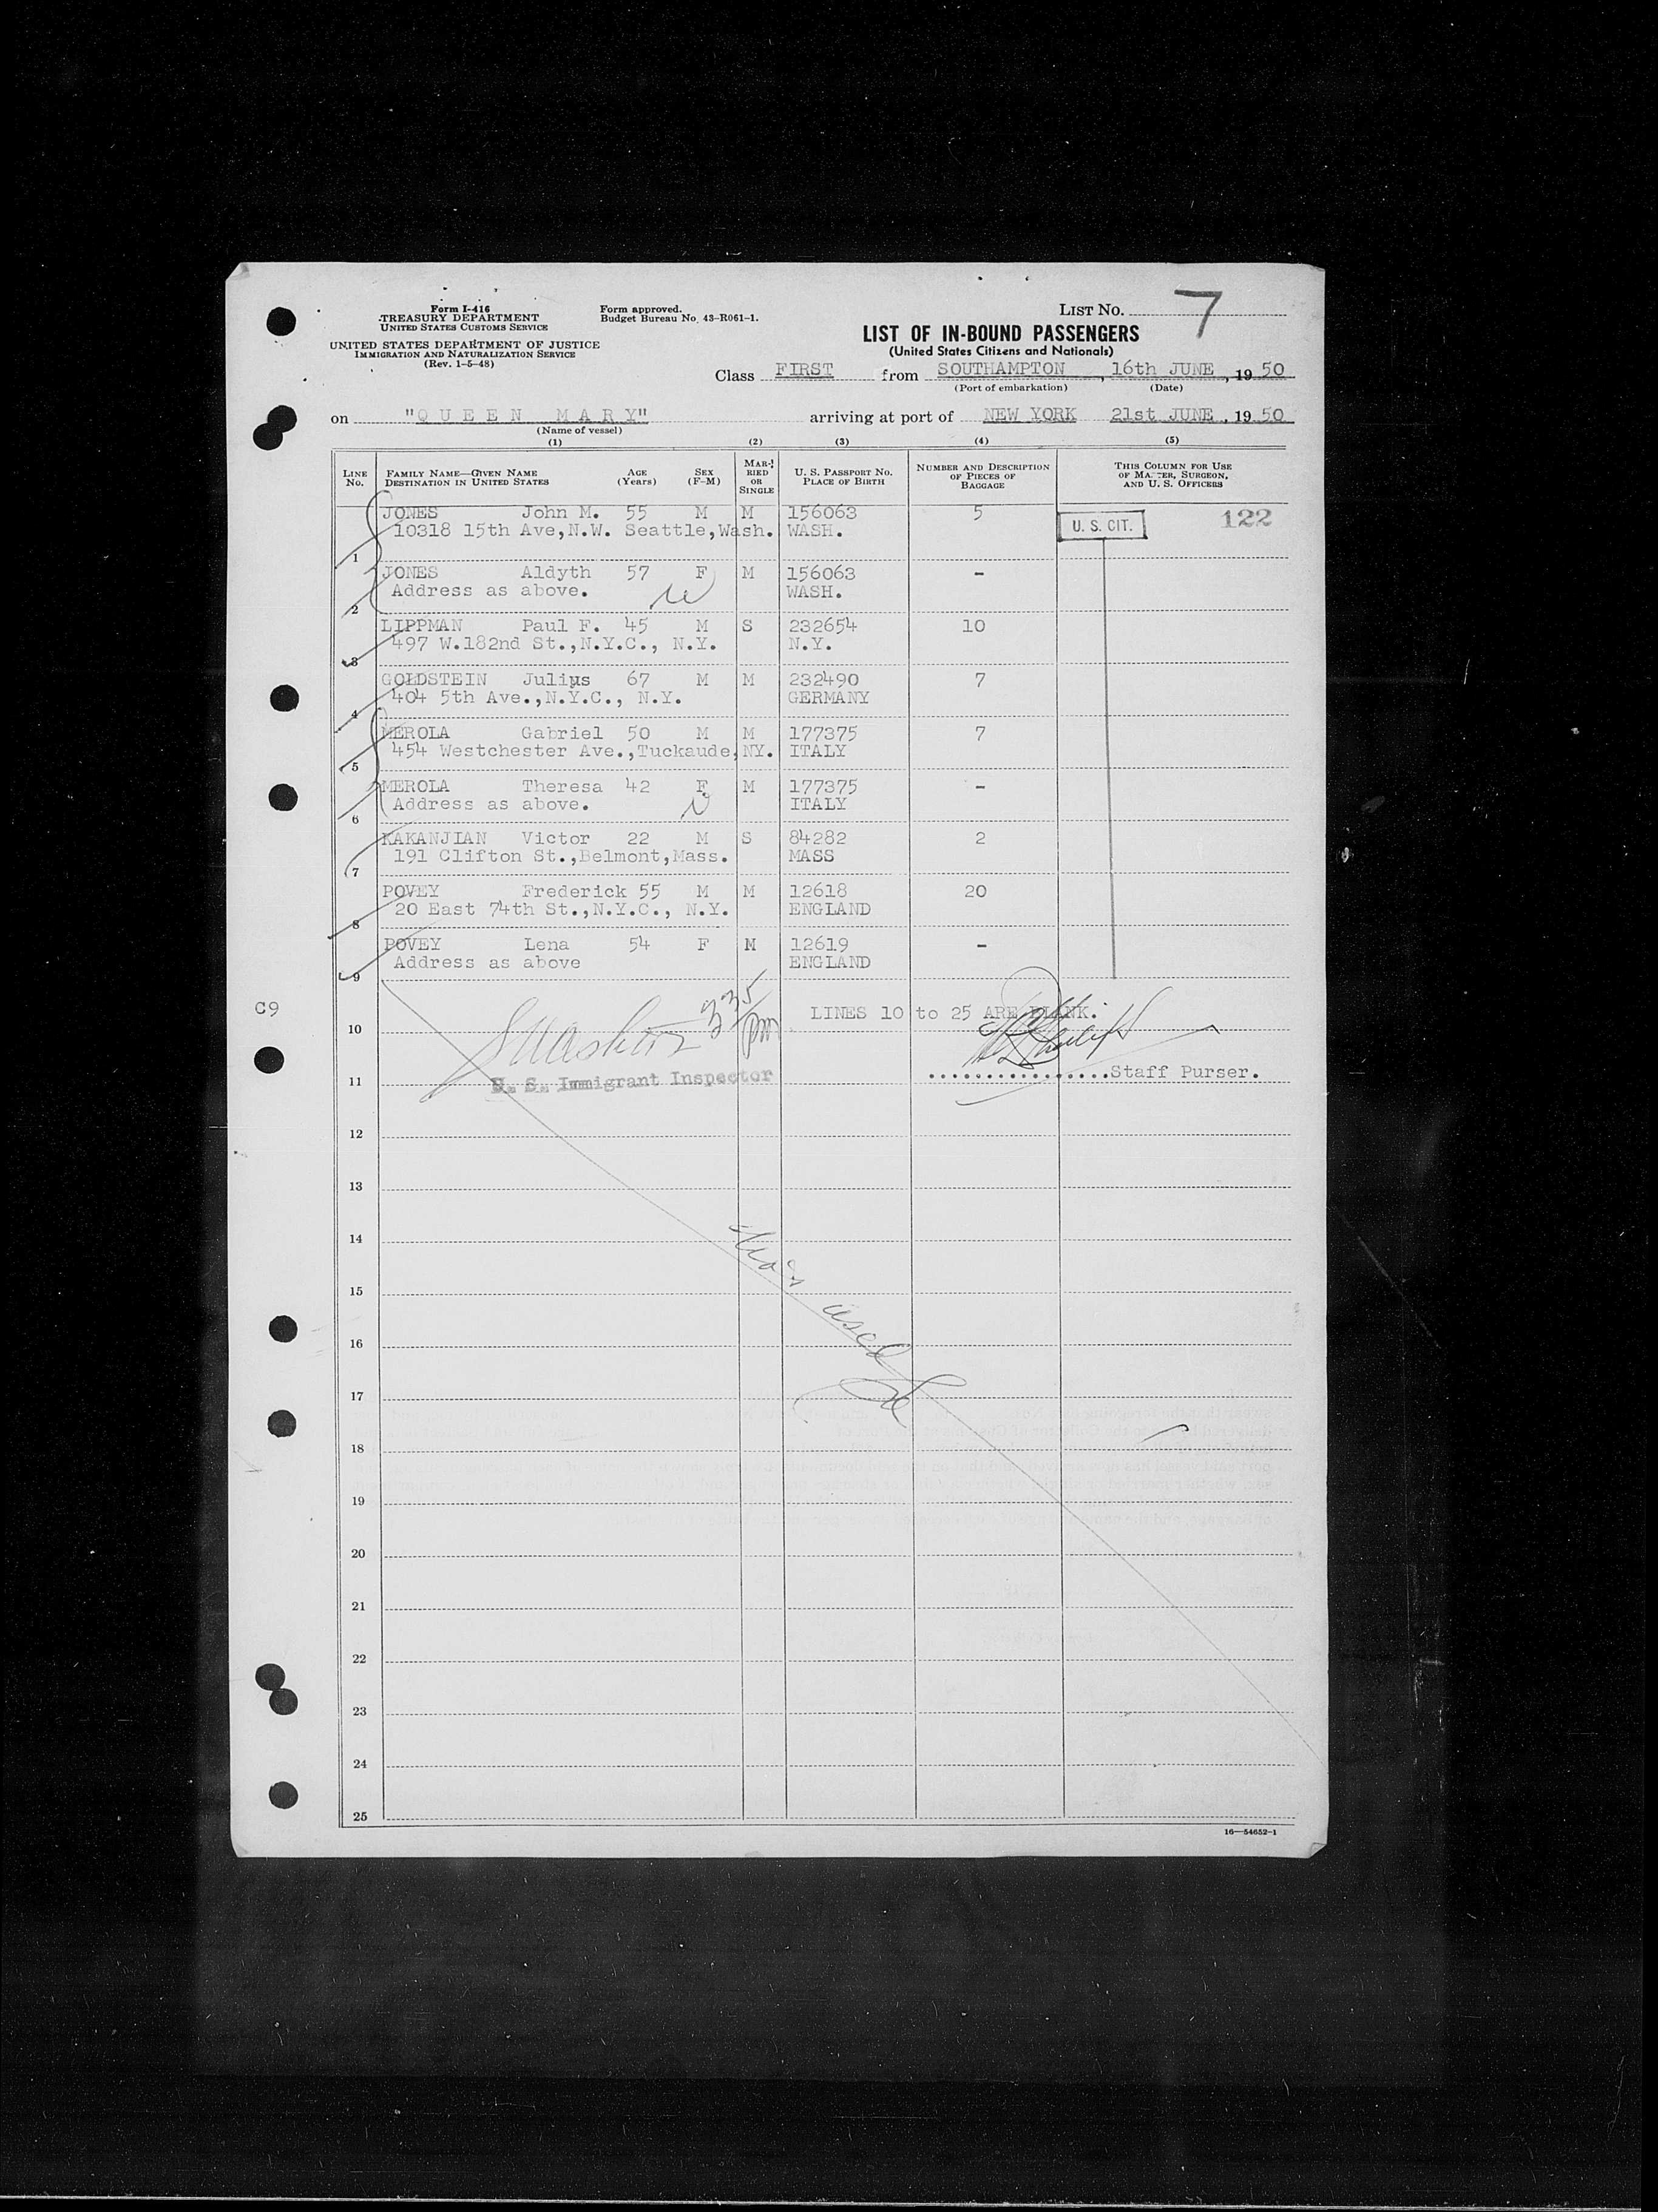 Form I-416
TREASURY DEPARTMENT
UNITED STATES CUSTOMS SERVICE
UNITED STATES DEPARTMENT OF JUSTICE
IMMIGRATION AND NATURALIZATION SERVICE
(Rev. 1-5-48)
Form approved.
Budget Bureau No. 43-R061-1.
LIST NO. 7
LIST OF IN-BOUND PASSENGERS
(United States Citizens and Nationals)
Class FIRST from SOUTHAMPTON, 16th JUNE, 19 50
(Port of embarkation) (Date)
on "QUEEN MARY" arriving at port of NEW YORK 21st JUNE, 19 50
(Name of vessel)
(1) (2) (3) (4) (5)
LINE NO. FAMILY NAME—GIVEN NAME DESTINATION IN UNITED STATES AGE (Years) SEX (F-M) MARRIED OR SINGLE U. S. PASSPORT NO. PLACE OF BIRTH NUMBER AND DESCRIPTION OF PIECES OF BAGGAGE THIS COLUMN FOR USE OF MASTER, SURGEON, AND U. S. OFFICERS
JONES John M. 55 M M 156063 5 U. S. CIT. 122
1 10318 15th Ave,N.W. Seattle,Wash. WASH.
JONES Aldyth 57 F M 156063 -
2 Address as above. WASH.
LIPPMAN Paul F. 45 M S 232654 10
3 497 W.182nd St.,N.Y.C., N.Y. N.Y.
GOLDSTEIN Julius 67 M M 232490 7
4 404 5th Ave.,N.Y.C., N.Y. GERMANY
MEROLA Gabriel 50 M M 177375 7
5 454 Westchester Ave.,Tuckaude,NY. ITALY
MEROLA Theresa 42 F M 177375 -
6 Address as above. ITALY
KAKANJIAN Victor 22 M S 84282 2
7 191 Clifton St.,Belmont,Mass. MASS
POVEY Frederick 55 M M 12618 20
8 20 East 74th St.,N.Y.C., N.Y. ENGLAND
POVEY Lena 54 F M 12619 -
9 Address as above ENGLAND
C9
335 pm
10 LINES 10 to 25 ARE BLANK.
11 U. S. Immigrant Inspector ................Staff Purser.
12
13
14
15
16 used
17
18
19
20
21
22
23
24
25
16—54652-1